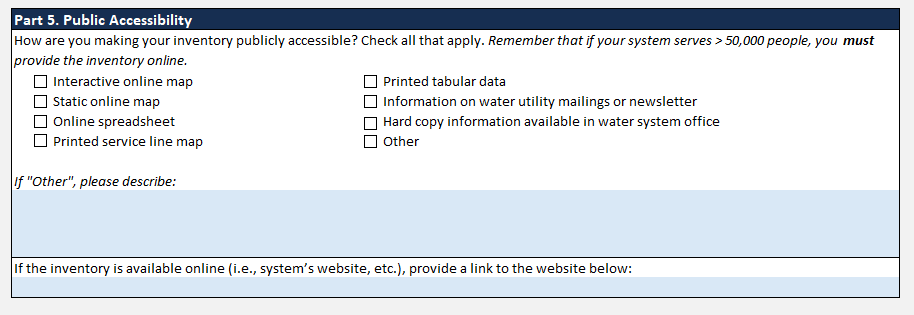 Part 5. Public Accessibility
How are you making your inventory publicly accessible? Check all that apply. Remember that if your system serves > 50,000 people, you must
provide the inventory online.
Interactive online map
Static online map
Online spreadsheet
Printed service line map
Printed tabular data
Information on water utility mailings or newsletter
Hard copy information available in water system office
Other
If "Other", please describe:
If the inventory is available online (i.e., system's website, etc.), provide a link to the website below: